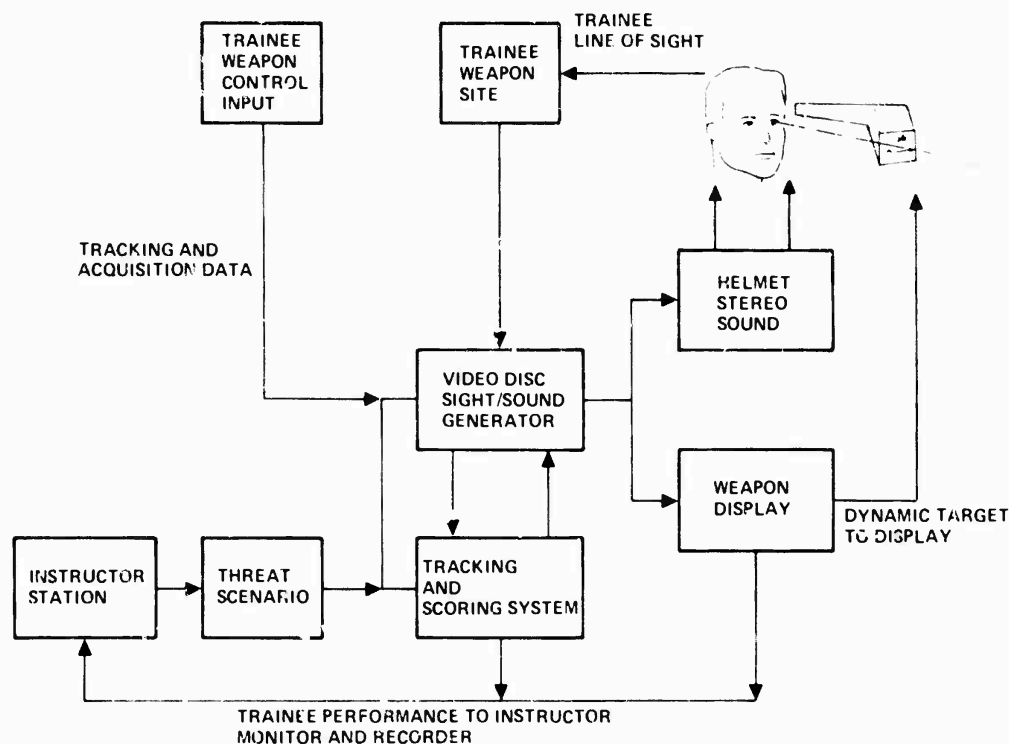 TRAINEE
WEAPON
CONTROL
INPUT
TRAINEE
WEAPON
SITE
TRAINEE
LINE OF SIGHT
TRACKING AND
ACQUISITION DATA
HELMET
STEREO
SOUND
VIDEO DISC
SIGHT/SOUND
GENERATOR
WEAPON
DISPLAY
DYNAMIC TARGET
TO DISPLAY
INSTRUCTOR
STATION
THREAT
SCENARIO
TRACKING
AND
SCORING SYSTEM
TRAINEE PERFORMANCE TO INSTRUCTOR
MONITOR AND RECORDER